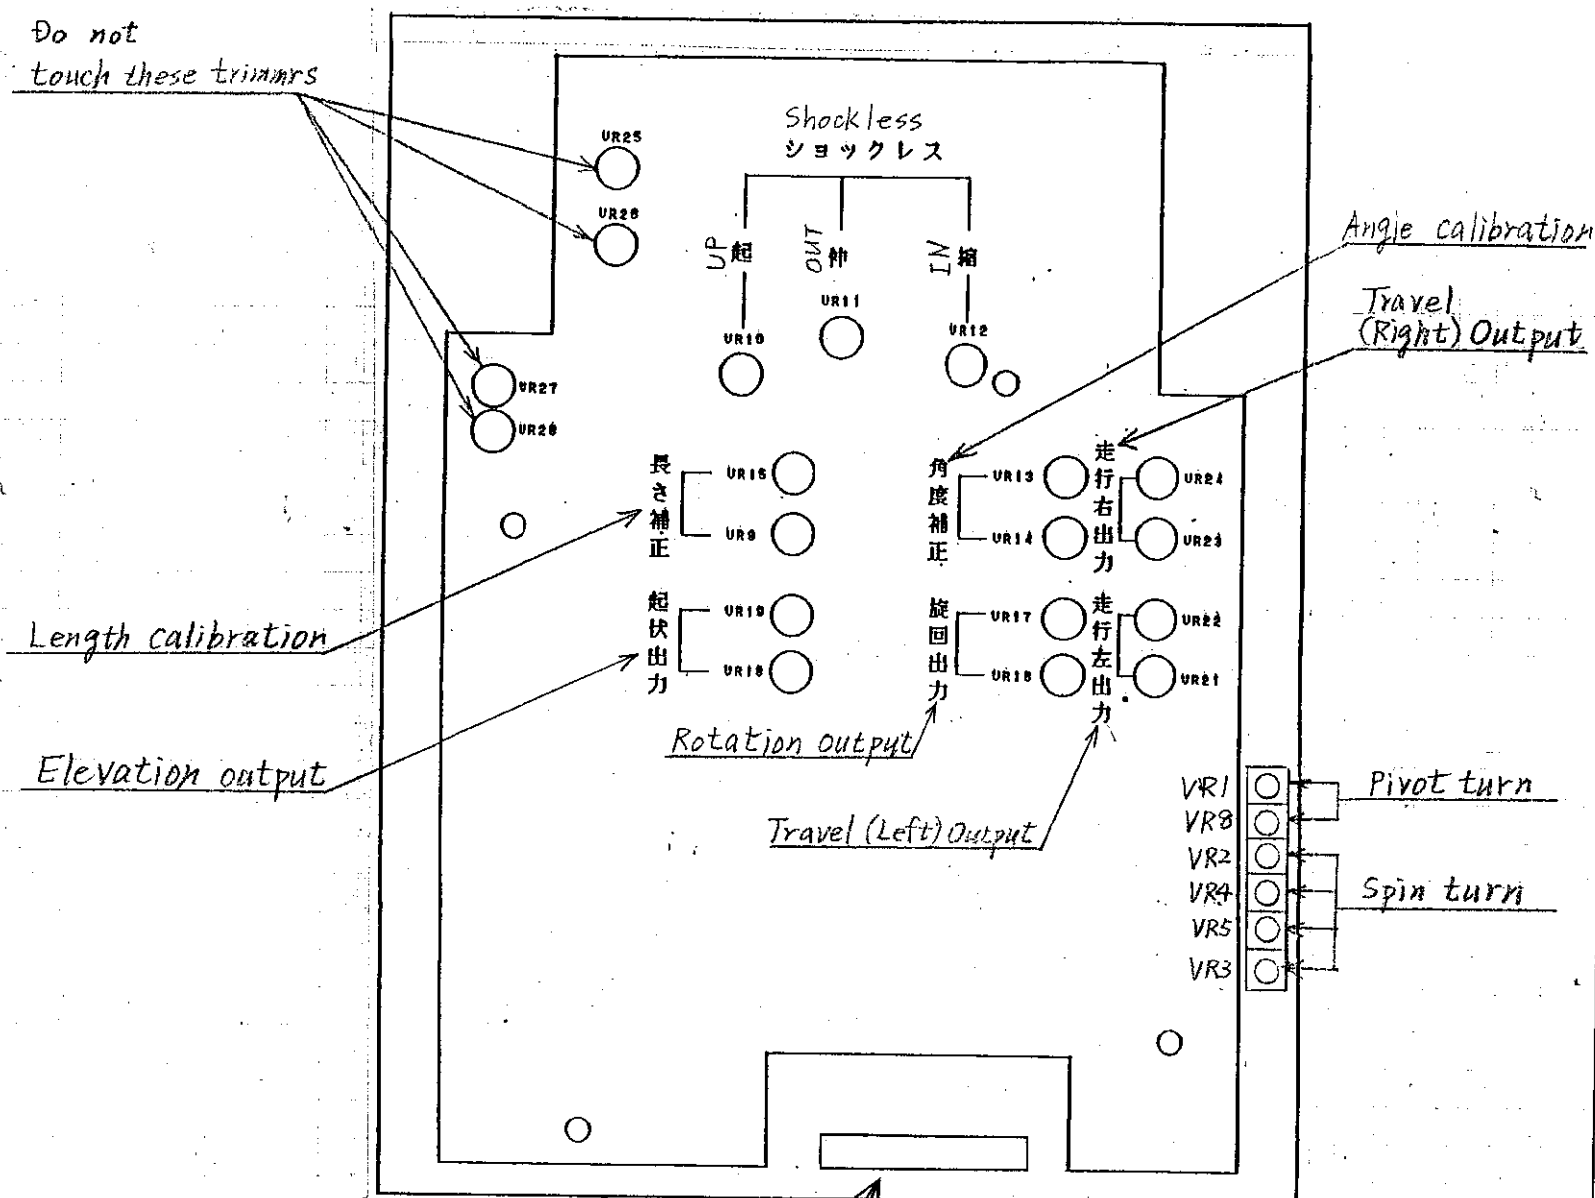 Do not
touch these trimmrs
Shockless
ショックレス
UP 起
OUT 伸
IN 縮
VR25
VR26
VR27
VR28
VR10
VR11
VR12
Angle calibration
Travel
(Right) Output
長さ補正
VR15
VR9
角度補正
VR13
VR14
走行右出力
VR24
VR23
Length calibration
起伏出力
VR19
旋回出力
VR17
走行左出力
VR22
VR21
Elevation output
Rotation output
Travel (Left) Output
VR1
VR8
VR2
VR4
VR5
VR3
Pivot turn
Spin turn